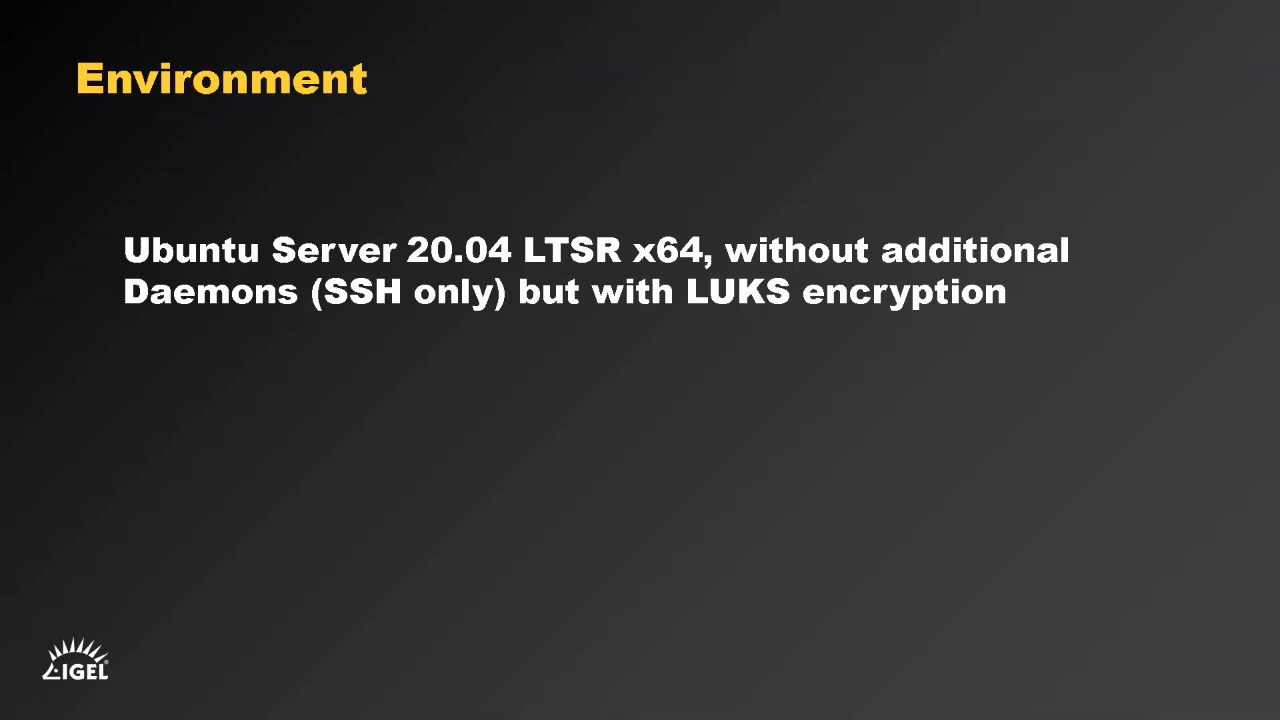 Environment
Ubuntu Server 20.04 LTSR x64, without additional
Daemons (SSH only) but with LUKS encryption
IGEL